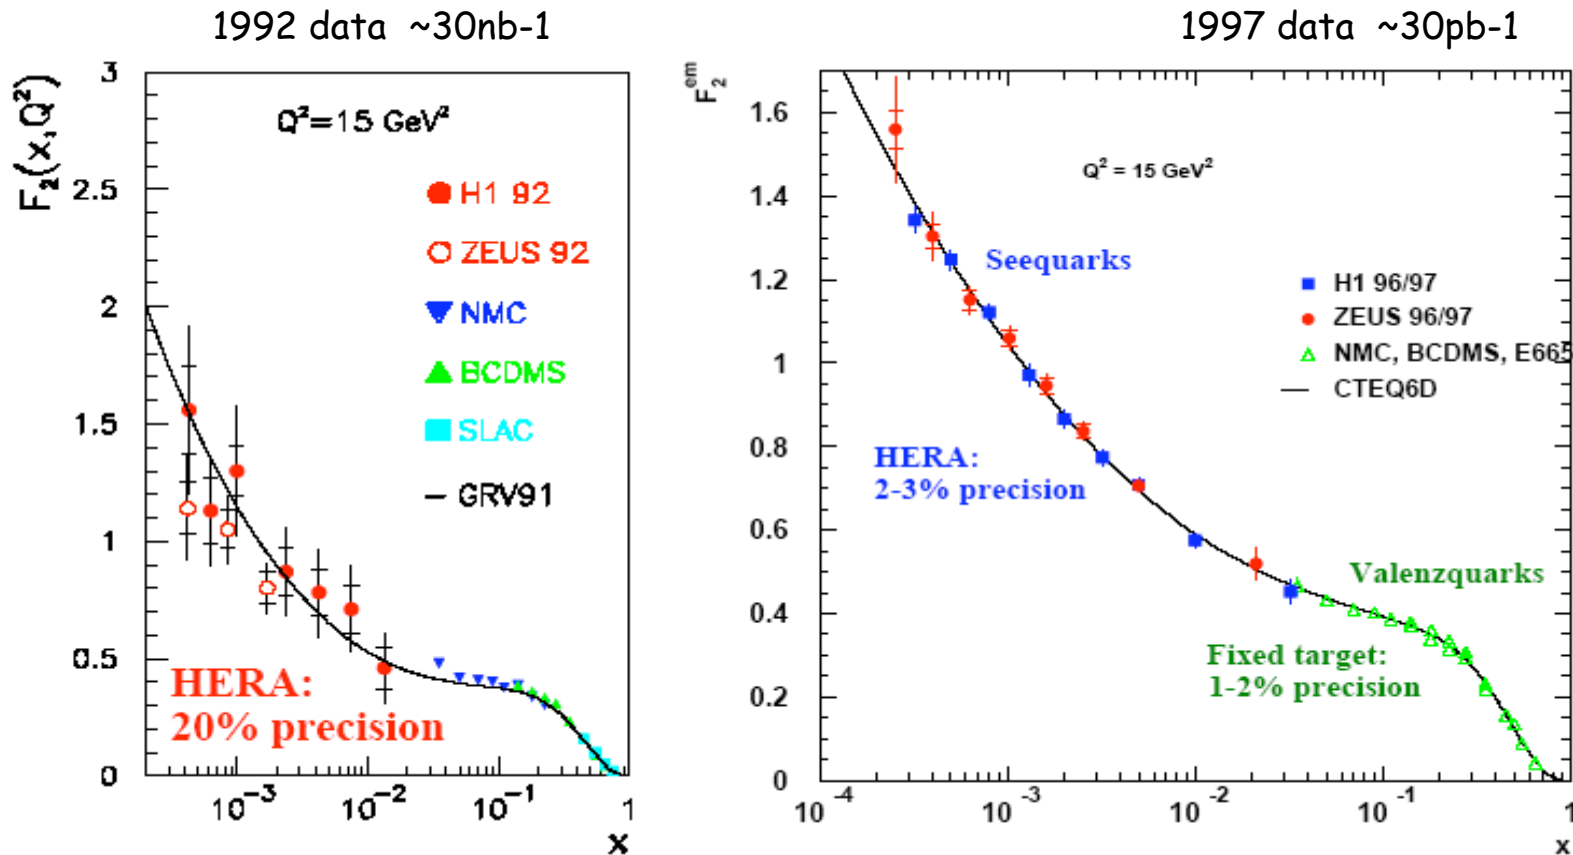 1992 data ~30nb-1
F₂(x,Q²)
3
2.5
2
1.5
1
0.5
0
Q²=15 GeV²
H1 92
ZEUS 92
NMC
BCDMS
SLAC
GRV91
HERA:
20% precision
10⁻³
10⁻²
10⁻¹
1
x
1997 data ~30pb-1
F₂ᵉᵐ
1.6
1.4
1.2
1
0.8
0.6
0.4
0.2
0
Q² = 15 GeV²
Seequarks
H1 96/97
ZEUS 96/97
NMC, BCDMS, E665
CTEQ6D
HERA:
2-3% precision
Valenzquarks
Fixed target:
1-2% precision
10⁻⁴
10⁻³
10⁻²
10⁻¹
1
x